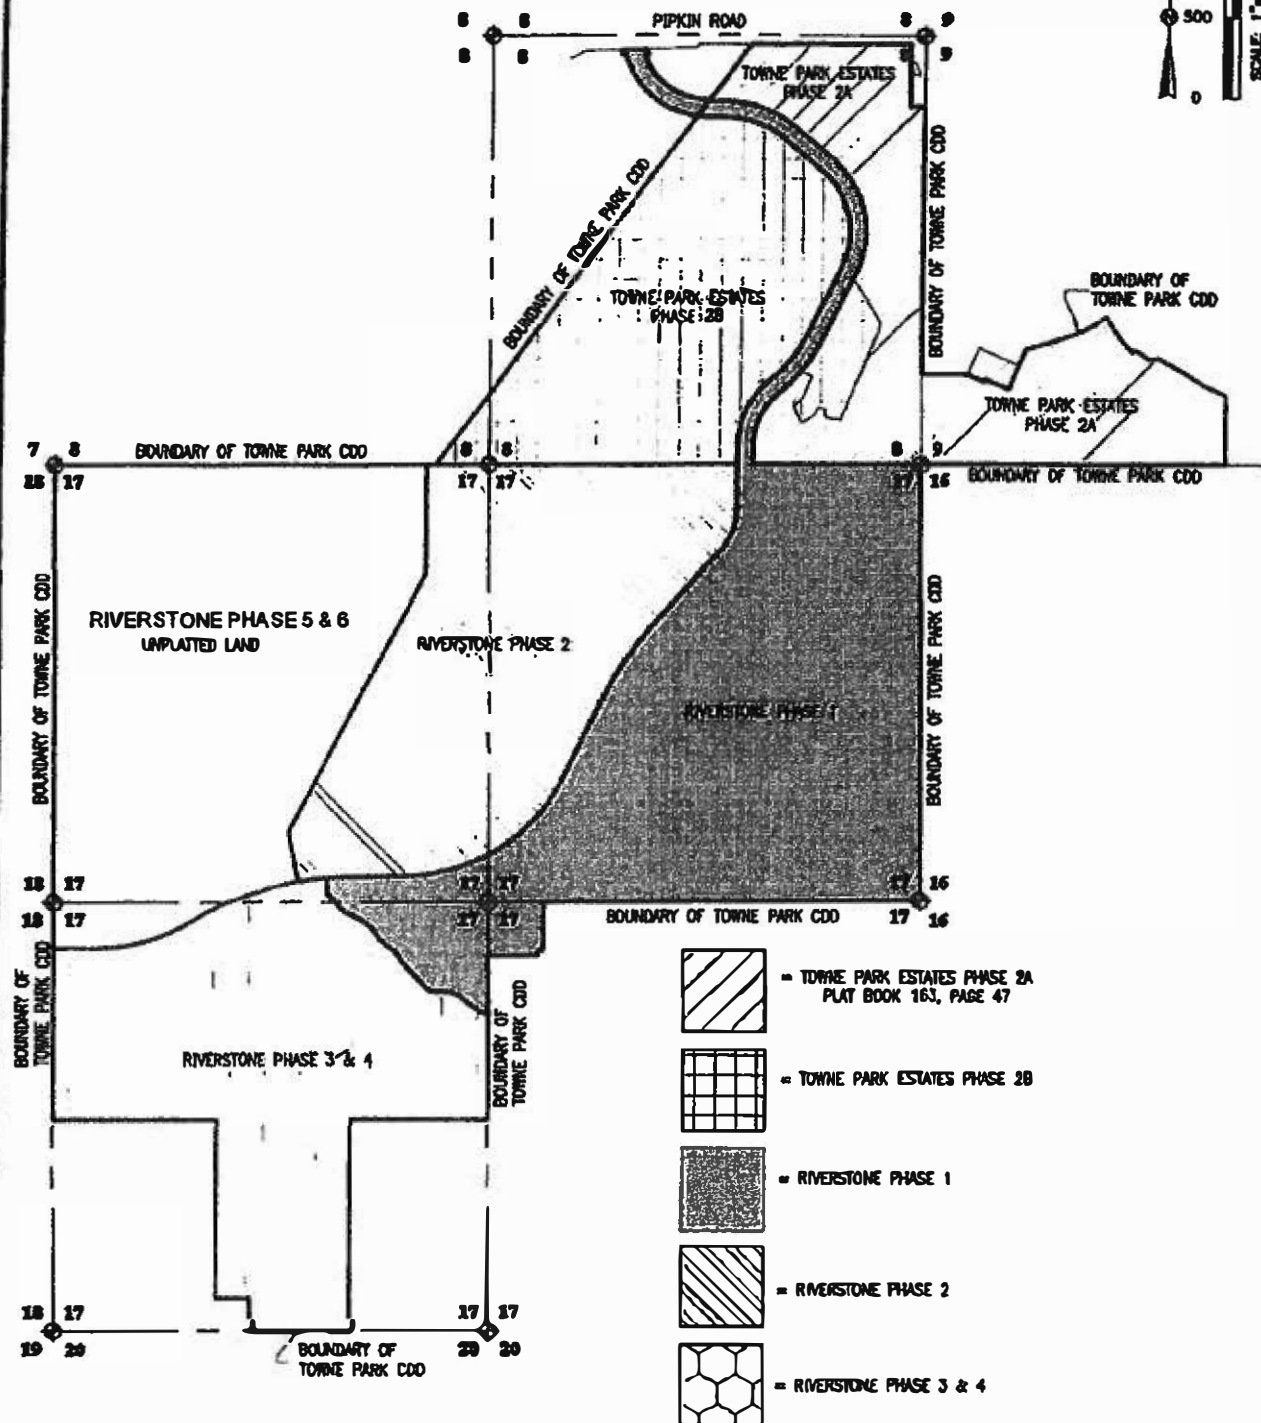 5 5 PIPKIN ROAD 8 9
8 8 8 9
500
0
SCALE: 1"=
TOWNE PARK ESTATES
PHASE 2A
BOUNDARY OF TOWNE PARK CDD
BOUNDARY OF TOWNE PARK CDD
BOUNDARY OF
TOWNE PARK CDD
TOWNE PARK ESTATES
PHASE 2B
TOWNE PARK ESTATES
PHASE 2A
7 8 BOUNDARY OF TOWNE PARK CDD 8 8 8 9
18 17 17 17 17 16 BOUNDARY OF TOWNE PARK CDD
BOUNDARY OF TOWNE PARK CDD
RIVERSTONE PHASE 5 & 6
UNPLATTED LAND
RIVERSTONE PHASE 2
RIVERSTONE PHASE 1
BOUNDARY OF TOWNE PARK CDD
18 17 17 17 17 16
18 17 17 17 BOUNDARY OF TOWNE PARK CDD 17 16
BOUNDARY OF
TOWNE PARK CDD
BOUNDARY OF
TOWNE PARK CDD
RIVERSTONE PHASE 3 & 4
= TOWNE PARK ESTATES PHASE 2A
PLAT BOOK 163, PAGE 47
= TOWNE PARK ESTATES PHASE 2B
= RIVERSTONE PHASE 1
= RIVERSTONE PHASE 2
= RIVERSTONE PHASE 3 & 4
18 17 17 17
19 20 20 20
BOUNDARY OF
TOWNE PARK CDD